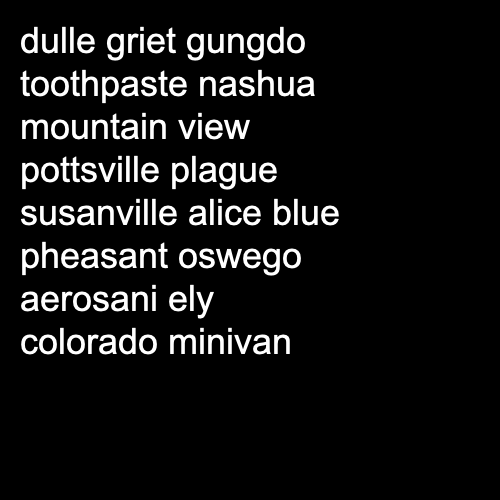 dulle griet gungdo
toothpaste nashua
mountain view
pottsville plague
susanville alice blue
pheasant oswego
aerosani ely
colorado minivan